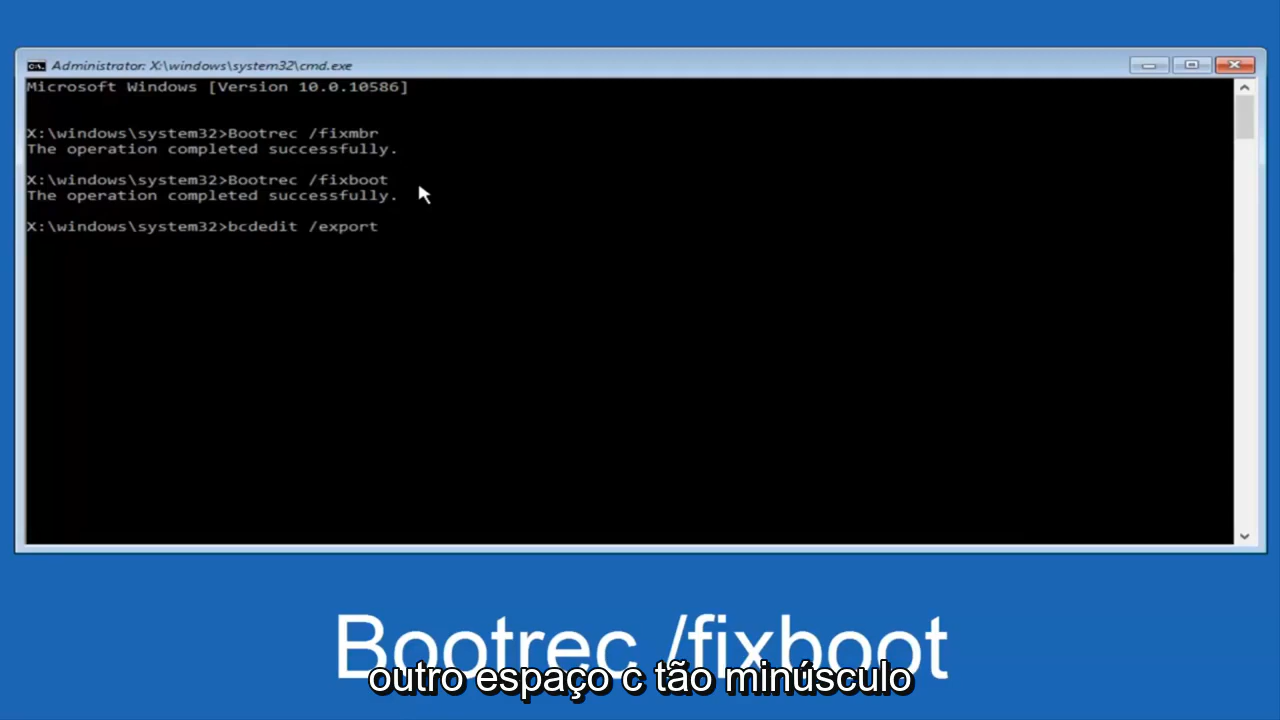 Administrator: X:\windows\system32\cmd.exe
Microsoft Windows [Version 10.0.10586]
X:\windows\system32>Bootrec /fixmbr
The operation completed successfully.
X:\windows\system32>Bootrec /fixboot
The operation completed successfully.
X:\windows\system32>bcdedit /export
Bootrec /fixboot
outro espaço c tão minúsculo